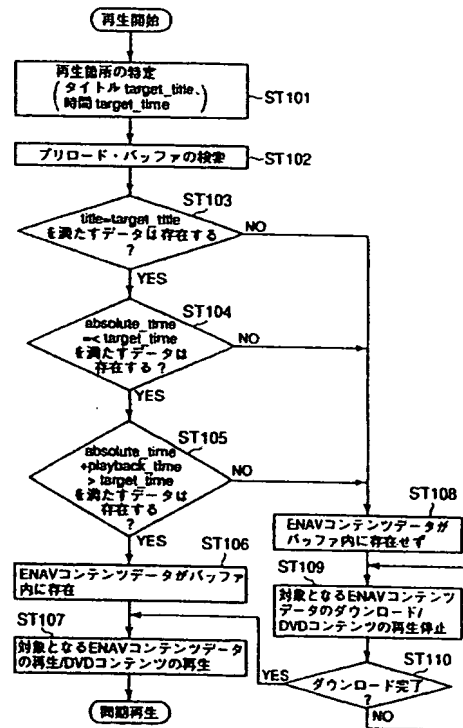 再生開始
再生箇所の特定
(タイトル target_title、
時間 target_time)
ST101
プリロード・バッファの検索
ST102
ST103
title=target_title
を満たすデータは存在する
?
NO
YES
ST104
absolute_time
=< target_time
を満たすデータは
存在する ?
NO
YES
ST105
absolute_time
+playback_time
> target_time
を満たすデータは
存在する
?
NO
YES
ST106
ENAVコンテンツデータがバッファ
内に存在
ST107
対象となるENAVコンテンツデータ
の再生/DVDコンテンツの再生
同期再生
ST108
ENAVコンテンツデータが
バッファ内に存在せず
ST109
対象となるENAVコンテンツ
データのダウンロード/
DVDコンテンツの再生停止
ST110
ダウンロード完了
?
YES
NO